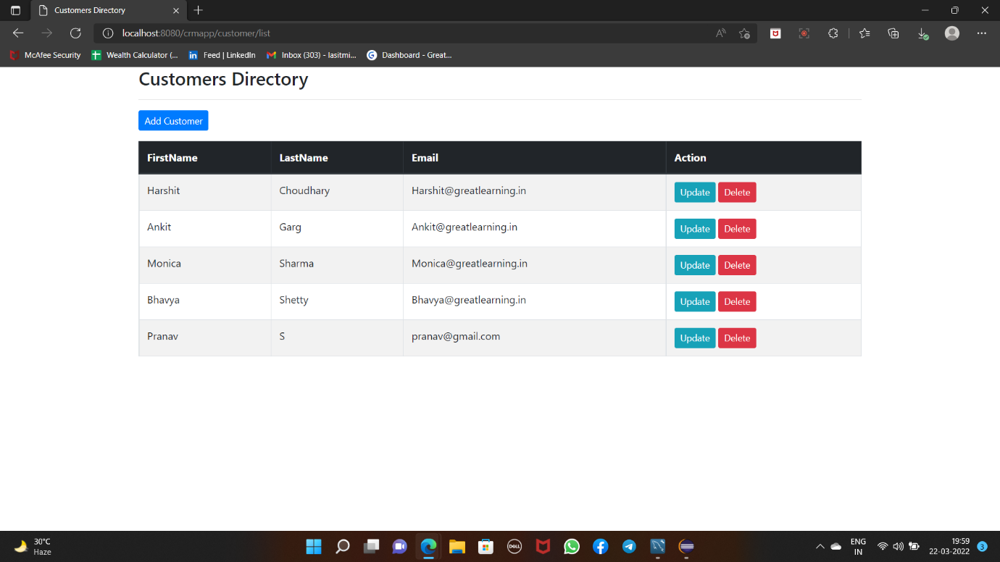 Customers Directory
localhost:8080/crmapp/customer/list
McAfee Security Wealth Calculator (... Feed | LinkedIn Inbox (303) - lasitmi... Dashboard - Great...
Customers Directory
Add Customer
FirstName LastName Email Action
Harshit Choudhary Harshit@greatlearning.in Update Delete
Ankit Garg Ankit@greatlearning.in Update Delete
Monica Sharma Monica@greatlearning.in Update Delete
Bhavya Shetty Bhavya@greatlearning.in Update Delete
Pranav S pranav@gmail.com Update Delete
30°C
Haze
DELL
ENG
IN
19:59
22-03-2022
3